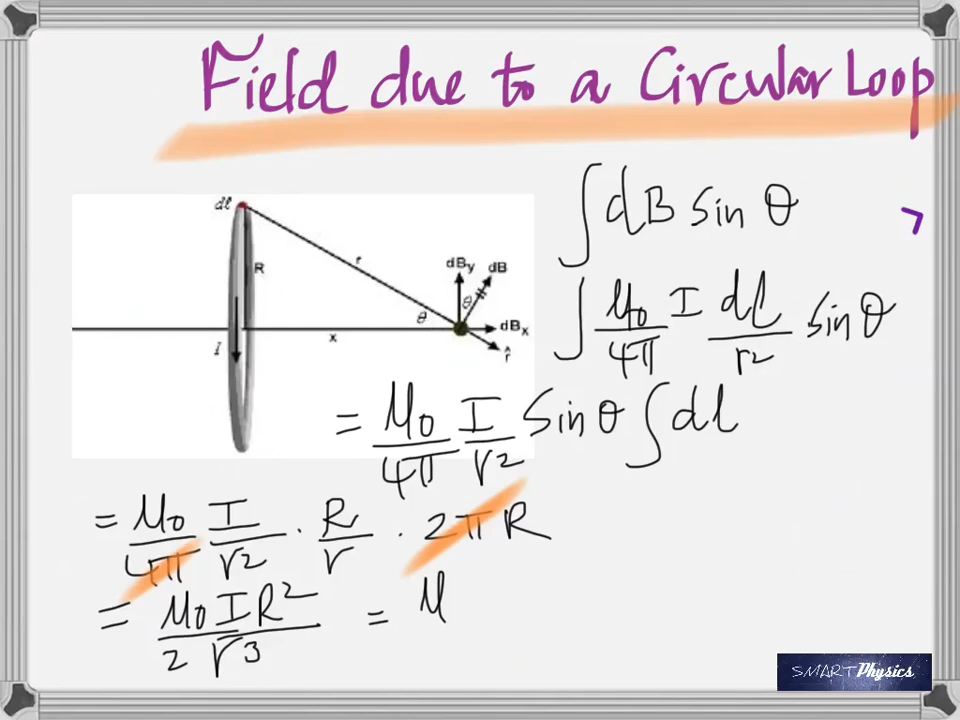 Field due to a Circular Loop
∫ dB sin θ
dl
R
r
dBy dB
θ
θ
dBx
x
I
r̂
∫ μ0/4π I dl/r2 sin θ
= μ0/4π I/r2 sin θ ∫ dl
= μ0/4π I/r2 . R/r . 2π R
= μ0 I R2 / 2 r3 = μ
SMART Physics